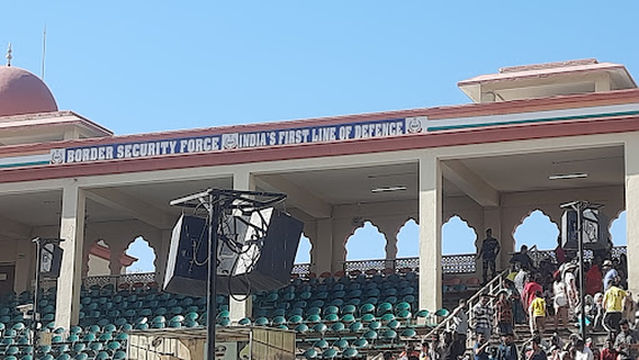 BORDER SECURITY FORCE INDIA'S FIRST LINE OF DEFENCE